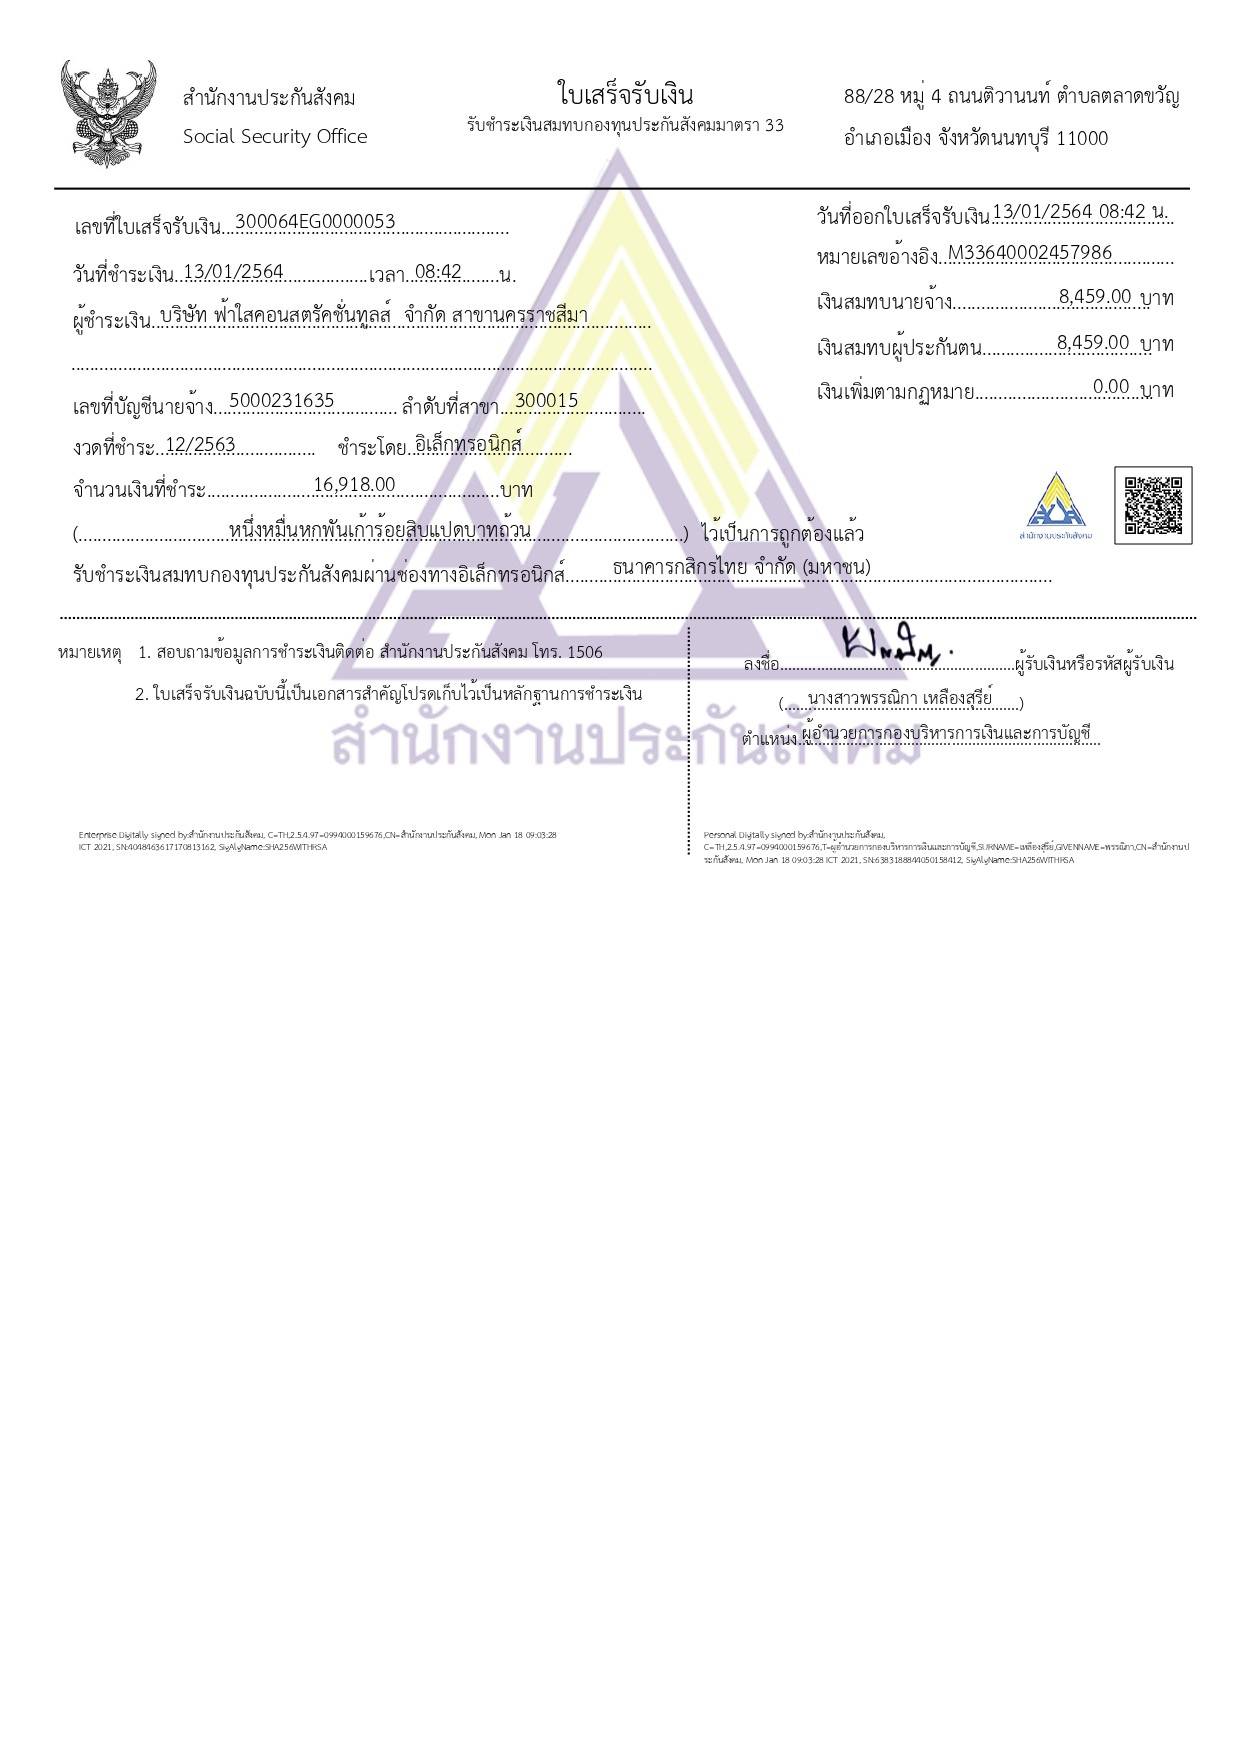 สำนักงานประกันสังคม
Social Security Office
ใบเสร็จรับเงิน
รับชำระเงินสมทบกองทุนประกันสังคมมาตรา 33
88/28 หมู่ 4 ถนนติวานนท์ ตำบลตลาดขวัญ
อำเภอเมือง จังหวัดนนทบุรี 11000
เลขที่ใบเสร็จรับเงิน 300064EG0000053
วันที่ออกใบเสร็จรับเงิน 13/01/2564 08:42 น.
วันที่ชำระเงิน 13/01/2564 เวลา 08:42 น.
หมายเลขอ้างอิง M33640002457986
ผู้ชำระเงิน บริษัท ฟ้าใสคอนสตรัคชั่นทูลส์ จำกัด สาขานครราชสีมา
เงินสมทบนายจ้าง 8,459.00 บาท
เงินสมทบผู้ประกันตน 8,459.00 บาท
เงินเพิ่มตามกฎหมาย 0.00 บาท
เลขที่บัญชีนายจ้าง 5000231635 ลำดับที่สาขา 300015
งวดที่ชำระ 12/2563 ชำระโดย อิเล็กทรอนิกส์
จำนวนเงินที่ชำระ 16,918.00 บาท
(หนึ่งหมื่นหกพันเก้าร้อยสิบแปดบาทถ้วน) ไว้เป็นการถูกต้องแล้ว
สำนักงานประกันสังคม
รับชำระเงินสมทบกองทุนประกันสังคมผ่านช่องทางอิเล็กทรอนิกส์ ธนาคารกสิกรไทย จำกัด (มหาชน)
หมายเหตุ 1. สอบถามข้อมูลการชำระเงินติดต่อ สำนักงานประกันสังคม โทร. 1506
2. ใบเสร็จรับเงินฉบับนี้เป็นเอกสารสำคัญโปรดเก็บไว้เป็นหลักฐานการชำระเงิน
ลงชื่อ ผู้รับเงินหรือรหัสผู้รับเงิน
(นางสาวพรรณิกา เหลืองสุรีย์)
ตำแหน่ง ผู้อำนวยการกองบริหารการเงินและการบัญชี
สำนักงานประกันสังคม
Enterprise Digitally signed by:สำนักงานประกันสังคม, C=TH,2.5.4.97=0994000159676,CN=สำนักงานประกันสังคม, Mon Jan 18 09:03:28
ICT 2021, SN:4048463617170813162, SigAlgName:SHA256WITHRSA
Personal Digitally signed by:สำนักงานประกันสังคม,
C=TH,2.5.4.97=0994000159676,T=ผู้อำนวยการกองบริหารการเงินและการบัญชี,SURNAME=เหลืองสุรีย์,GIVENNAME=พรรณิกา,CN=สำนักงานป
ระกันสังคม, Mon Jan 18 09:03:28 ICT 2021, SN:6383188844050158412, SigAlgName:SHA256WITHRSA